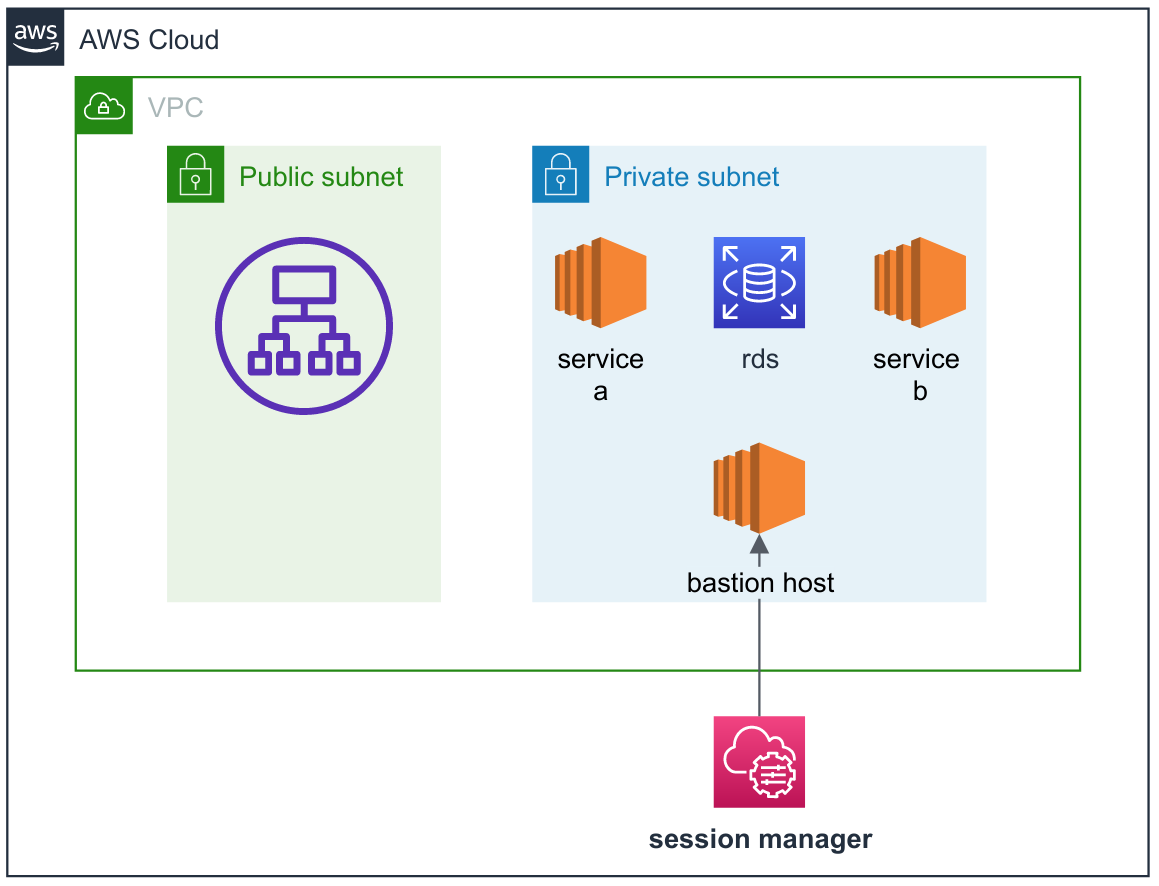 aws
AWS Cloud
VPC
Public subnet
Private subnet
service
a
rds
service
b
bastion host
session manager